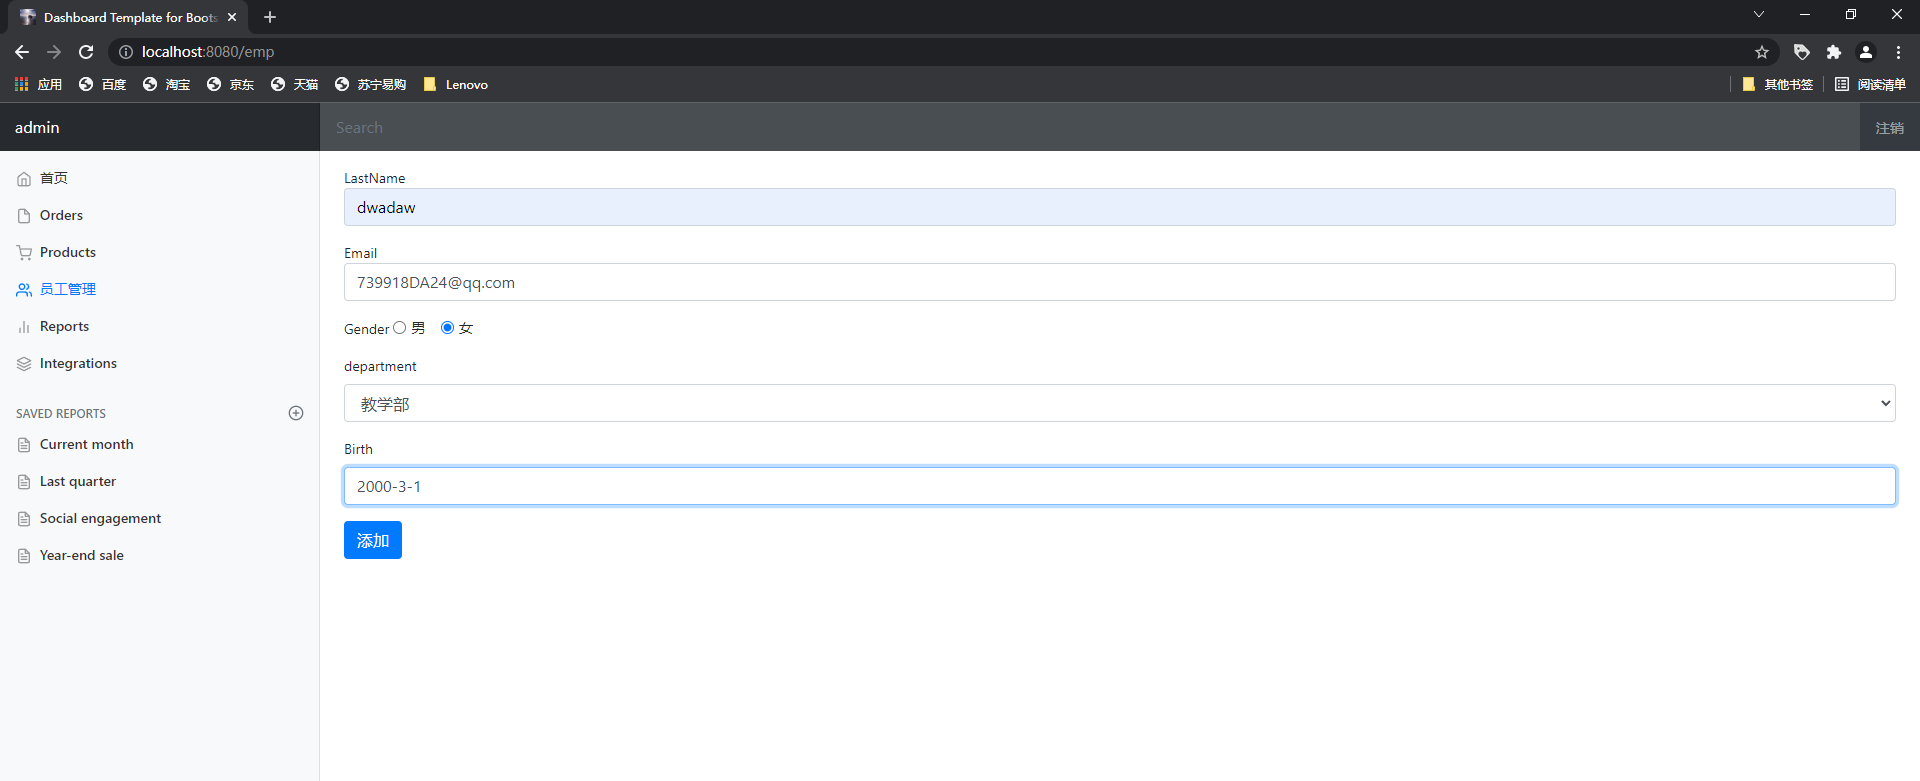 Dashboard Template for Boots
localhost:8080/emp
应用 百度 淘宝 京东 天猫 苏宁易购 Lenovo 其他书签 阅读清单
admin Search 注销
首页
Orders
Products
员工管理
Reports
Integrations
SAVED REPORTS
Current month
Last quarter
Social engagement
Year-end sale
LastName
dwadaw
Email
739918DA24@qq.com
Gender 男 女
department
教学部
Birth
2000-3-1
添加